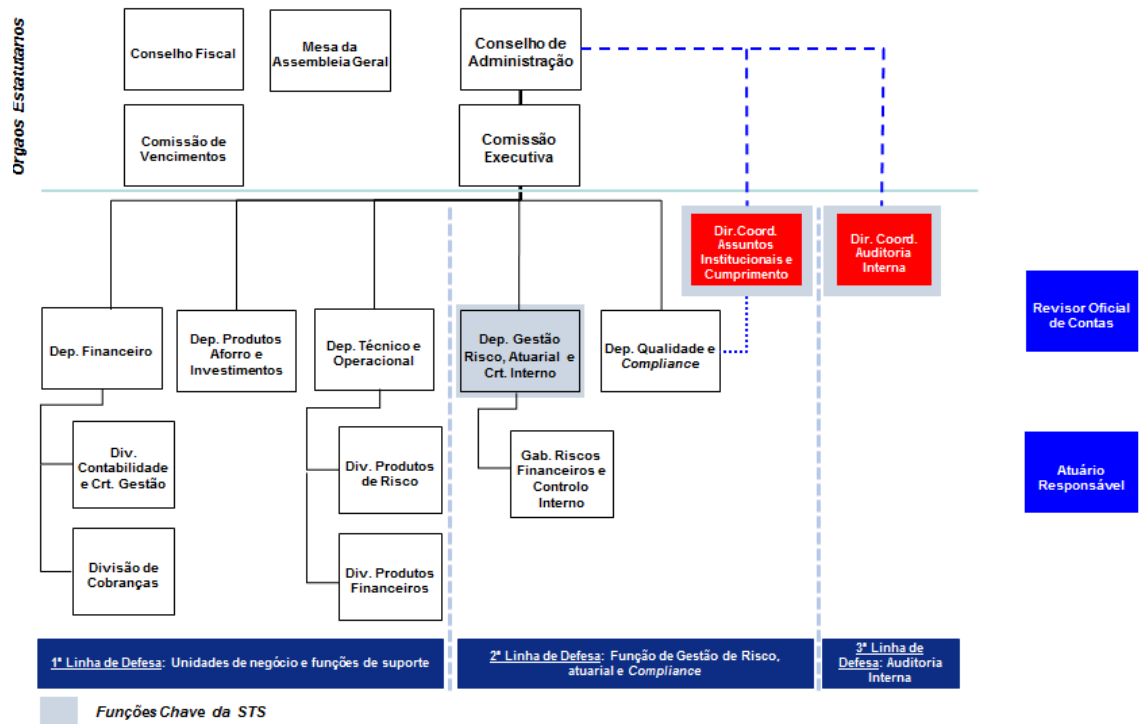 Orgaos Estatutários
Conselho Fiscal
Mesa da
Assembleia Geral
Conselho de
Administração
Comissão de
Vencimentos
Comissão
Executiva
Dir.Coord.
Assuntos
Institucionais e
Cumprimento
Dir. Coord.
Auditoria
Interna
Revisor Oficial
de Contas
Dep. Financeiro
Dep. Produtos
Aforro e
Investimentos
Dep. Técnico e
Operacional
Dep. Gestão
Risco, Atuarial e
Crt. Interno
Dep. Qualidade e
Compliance
Div.
Contabilidade
e Crt. Gestão
Div. Produtos
de Risco
Gab. Riscos
Financeiros e
Controlo
Interno
Atuário
Responsável
Divisão de
Cobranças
Div. Produtos
Financeiros
1ª Linha de Defesa: Unidades de negócio e funções de suporte
2ª Linha de Defesa: Função de Gestão de Risco,
atuarial e Compliance
3ª Linha de
Defesa: Auditoria
Interna
Funções Chave da STS